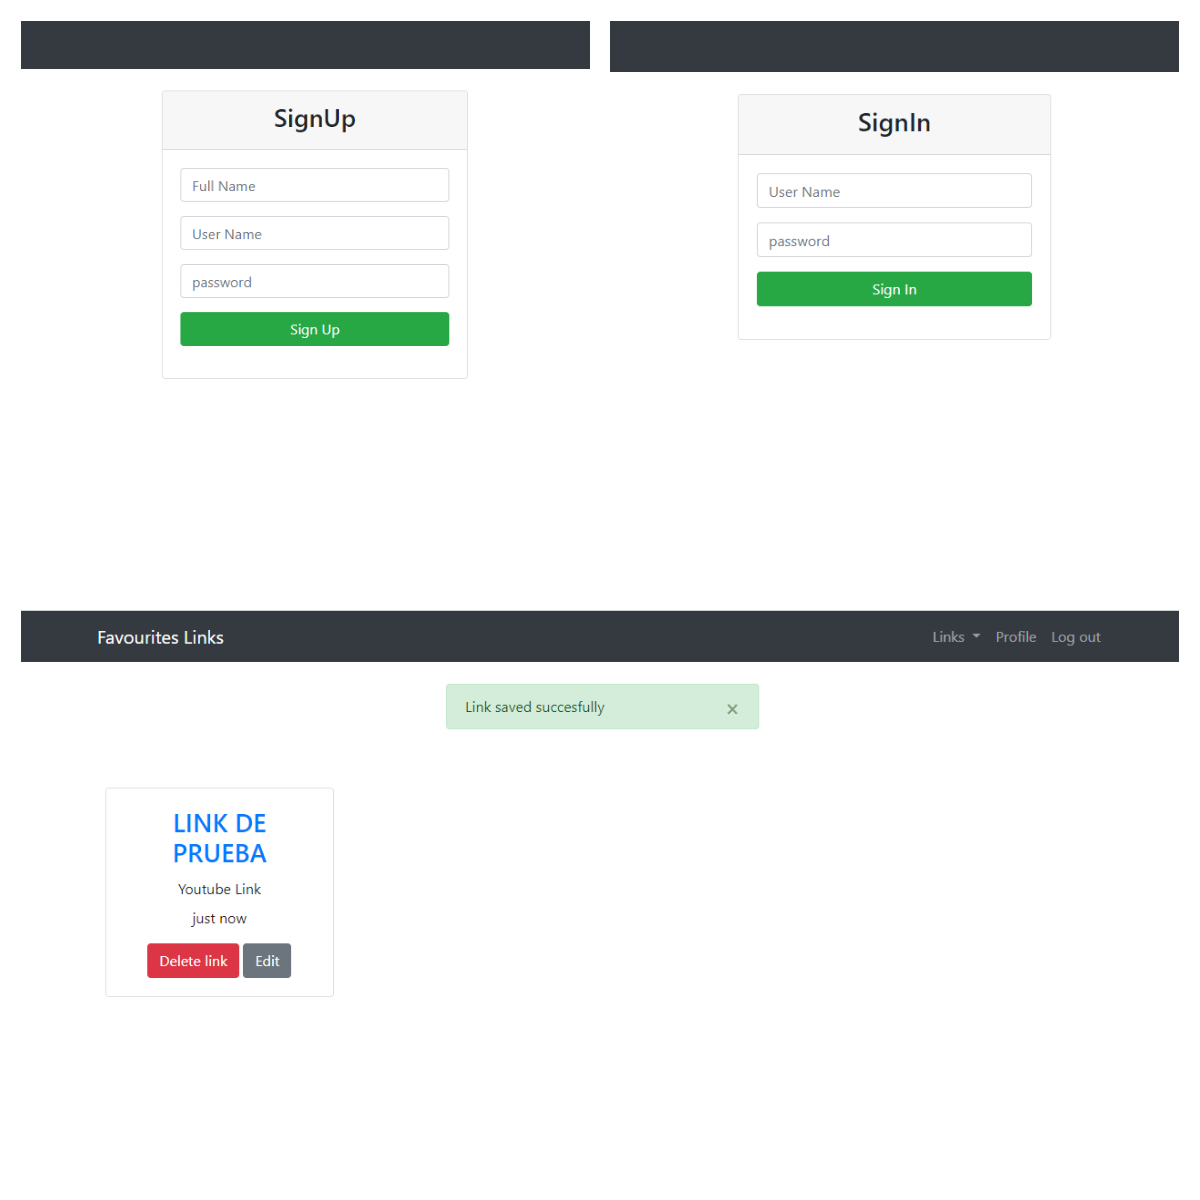 SignUp
Full Name
User Name
password
Sign Up
SignIn
User Name
password
Sign In
Favourites Links
Links Profile Log out
Link saved succesfully ×
LINK DE
PRUEBA
Youtube Link
just now
Delete link Edit